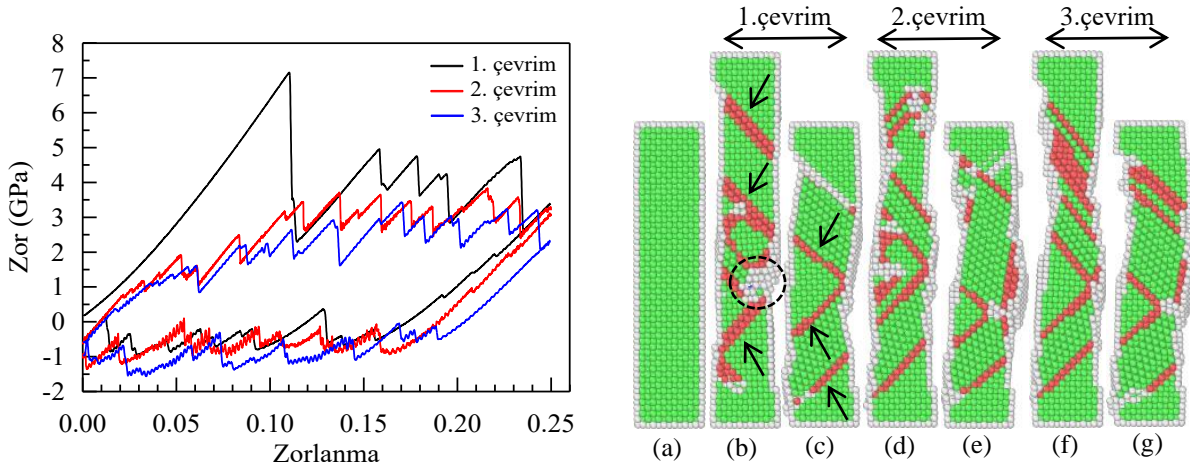 8
7
6
5
4
3
2
1
0
-1
-2
Zor (GPa)
1. çevrim
2. çevrim
3. çevrim
0.00 0.05 0.10 0.15 0.20 0.25
Zorlanma
1.çevrim 2.çevrim 3.çevrim
(a) (b) (c) (d) (e) (f) (g)